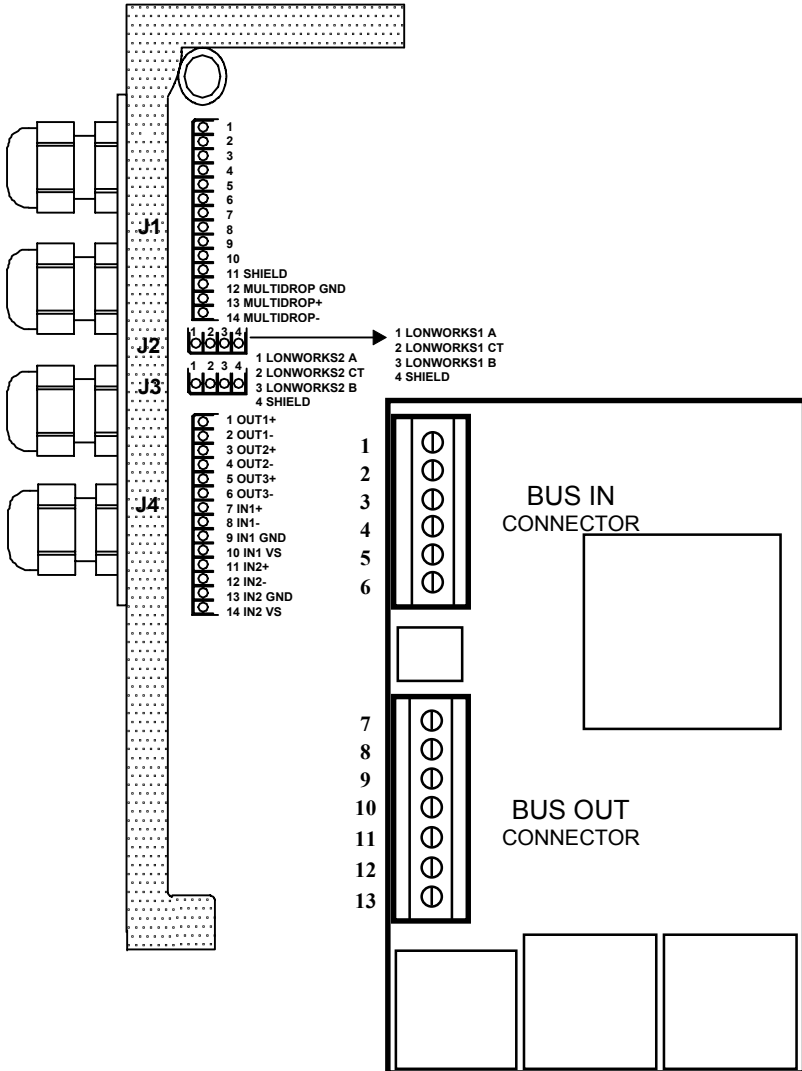 J1
1
2
3
4
5
6
7
8
9
10
11 SHIELD
12 MULTIDROP GND
13 MULTIDROP+
14 MULTIDROP-
J2
1 2 3 4
1 LONWORKS1 A
2 LONWORKS1 CT
3 LONWORKS1 B
4 SHIELD
J3
1 2 3 4
1 LONWORKS2 A
2 LONWORKS2 CT
3 LONWORKS2 B
4 SHIELD
J4
1 OUT1+
2 OUT1-
3 OUT2+
4 OUT2-
5 OUT3+
6 OUT3-
7 IN1+
8 IN1-
9 IN1 GND
10 IN1 VS
11 IN2+
12 IN2-
13 IN2 GND
14 IN2 VS
1
2
3
4
5
6
BUS IN
CONNECTOR
7
8
9
10
11
12
13
BUS OUT
CONNECTOR